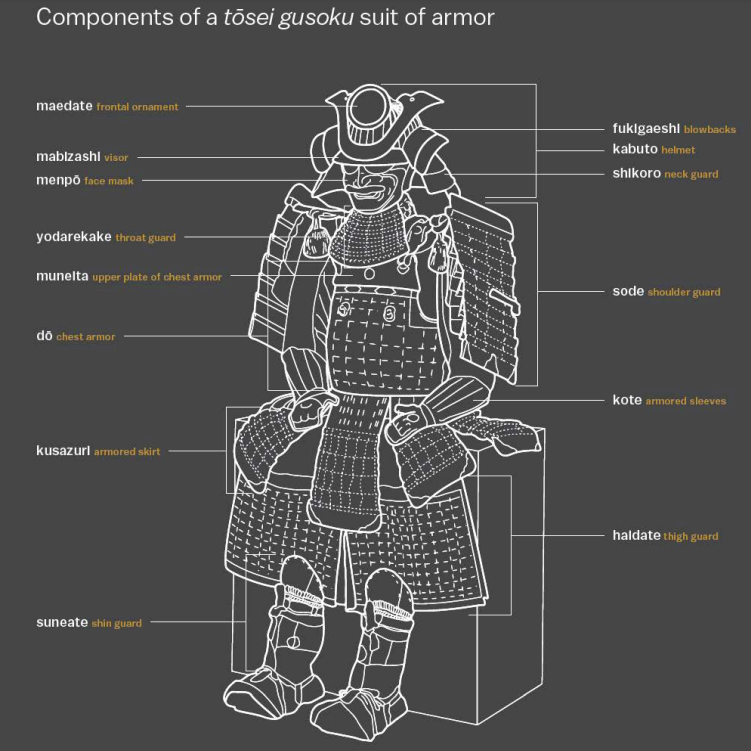 Components of a tōsei gusoku suit of armor
maedate frontal ornament
mabizashi visor
menpō face mask
yodarekake throat guard
muneita upper plate of chest armor
dō chest armor
kusazuri armored skirt
suneate shin guard
fukigaeshi blowbacks
kabuto helmet
shikoro neck guard
sode shoulder guard
kote armored sleeves
haidate thigh guard